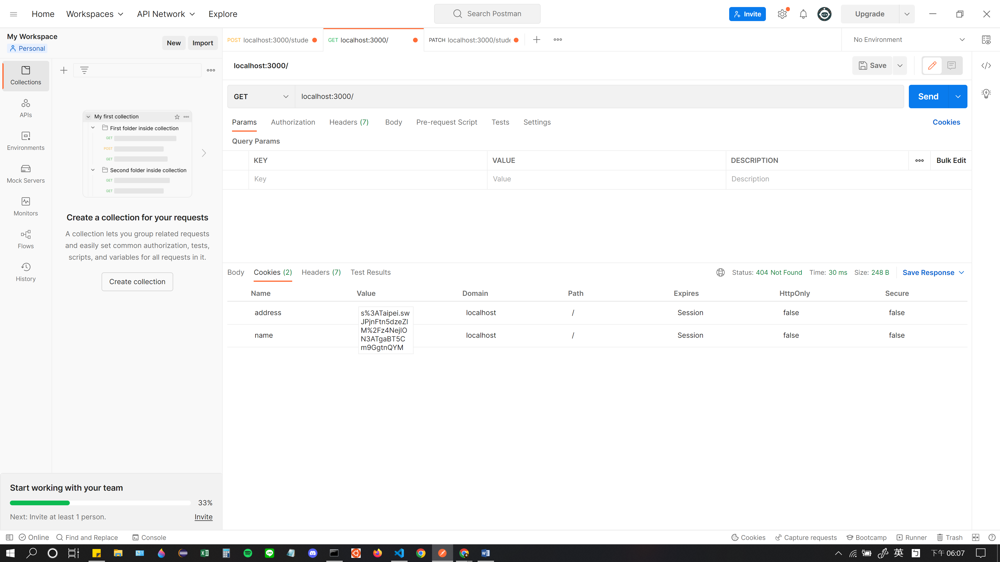 Home Workspaces API Network Explore
Search Postman
Invite
Upgrade
My Workspace
Personal
New Import
POST localhost:3000/stude
GET localhost:3000/
PATCH localhost:3000/stude
No Environment
Collections
APIs
Environments
Mock Servers
Monitors
Flows
History
My first collection
First folder inside collection
GET
POST
GET
Second folder inside collection
GET
GET
Create a collection for your requests
A collection lets you group related requests
and easily set common authorization, tests,
scripts, and variables for all requests in it.
Create collection
Start working with your team
33%
Next: Invite at least 1 person. Invite
localhost:3000/
Save
GET localhost:3000/ Send
Params Authorization Headers (7) Body Pre-request Script Tests Settings Cookies
Query Params
KEY VALUE DESCRIPTION Bulk Edit
Key Value Description
Body Cookies (2) Headers (7) Test Results Status: 404 Not Found Time: 30 ms Size: 248 B Save Response
Name Value Domain Path Expires HttpOnly Secure
address s%3ATaipei.sw localhost / Session false false
JPjnFtn5dzeZI
M%2Fz4NejlO
name localhost / Session false false
N3ATgaBT5C
m9GgtnQYM
Online Find and Replace Console Cookies Capture requests Bootcamp Runner Trash
英 下午 06:07